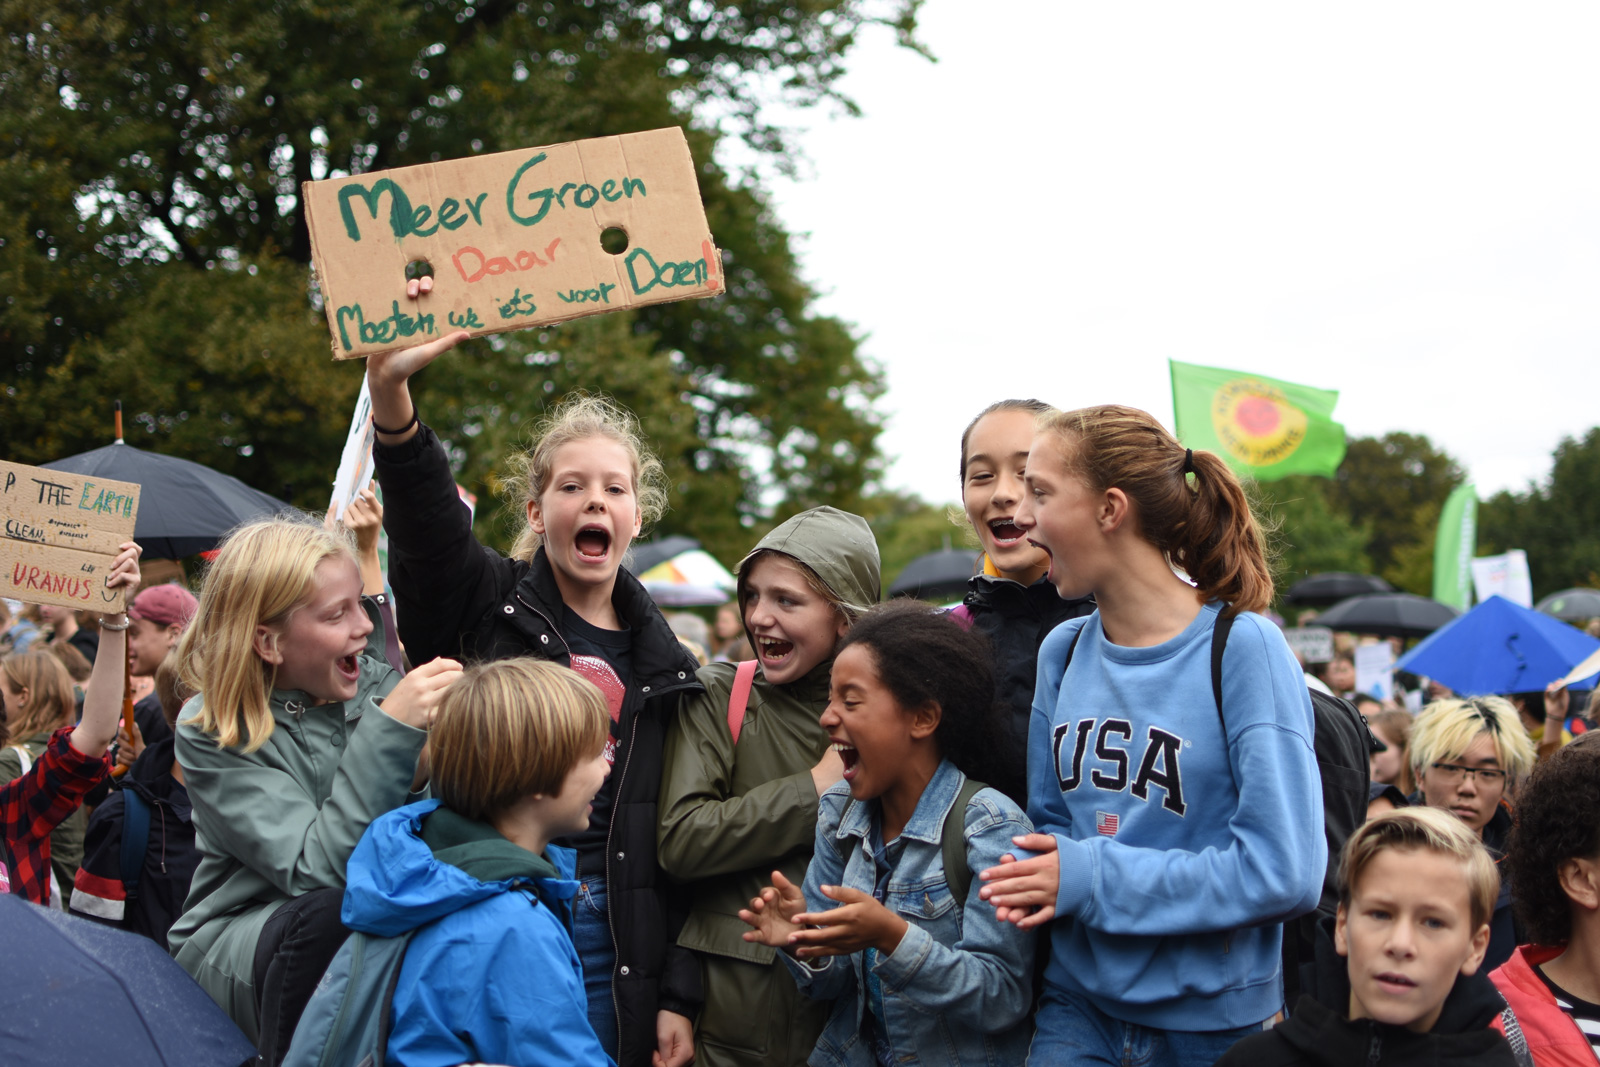 Meer Groen
Daar
Moeten we iets voor Doen!
P THE EARTH
CLEAN,
URANUS
USA